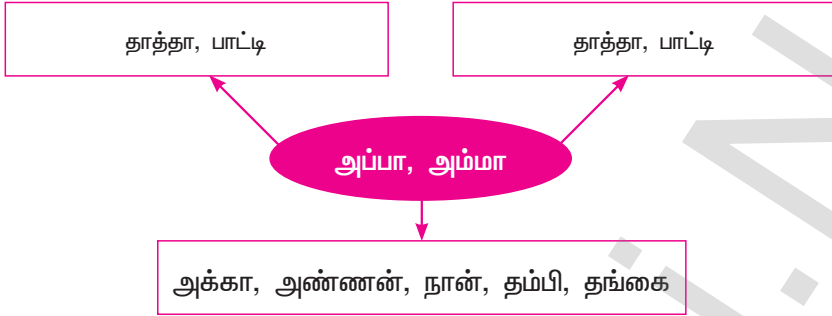 தாத்தா, பாட்டி
தாத்தா, பாட்டி
அப்பா, அம்மா
அக்கா, அண்ணன், நான், தம்பி, தங்கை